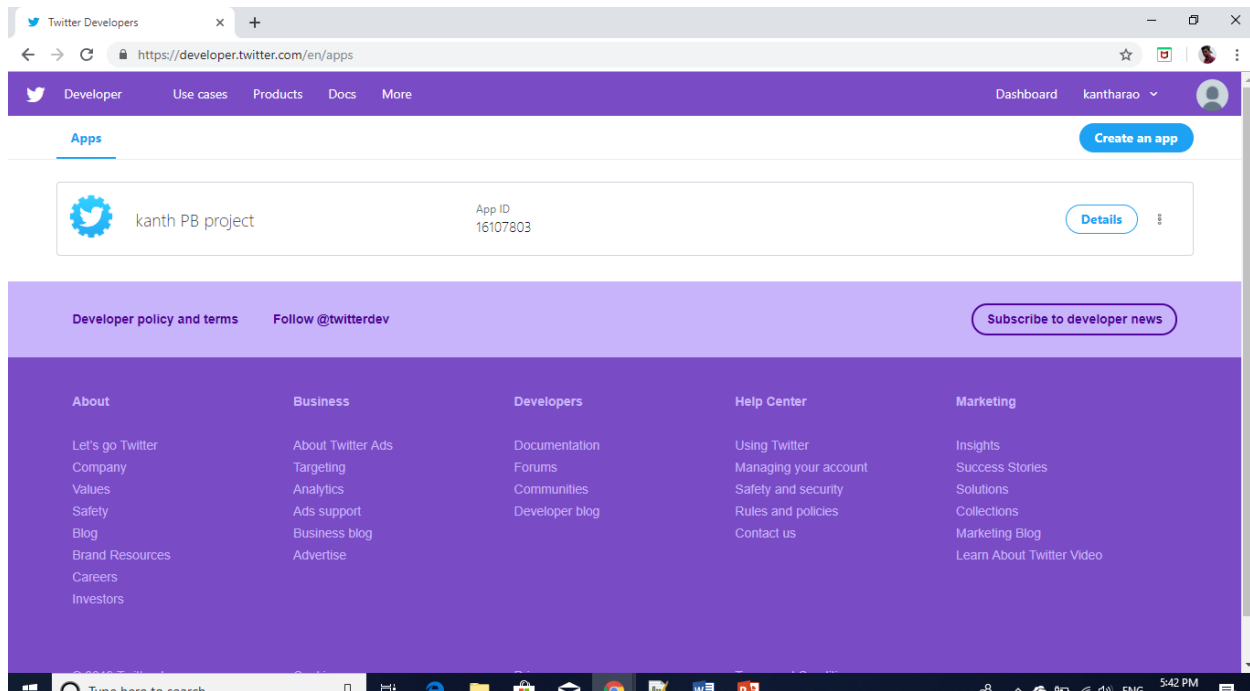 Twitter Developers
https://developer.twitter.com/en/apps
Developer Use cases Products Docs More Dashboard kantharao
Apps Create an app
kanth PB project
App ID
16107803
Details
Developer policy and terms Follow @twitterdev Subscribe to developer news
About Business Developers Help Center Marketing
Let's go Twitter About Twitter Ads Documentation Using Twitter Insights
Company Targeting Forums Managing your account Success Stories
Values Analytics Communities Safety and security Solutions
Safety Ads support Developer blog Rules and policies Collections
Blog Business blog Contact us Marketing Blog
Brand Resources Advertise Learn About Twitter Video
Careers
Investors
Type here to search
ENG
5:42 PM